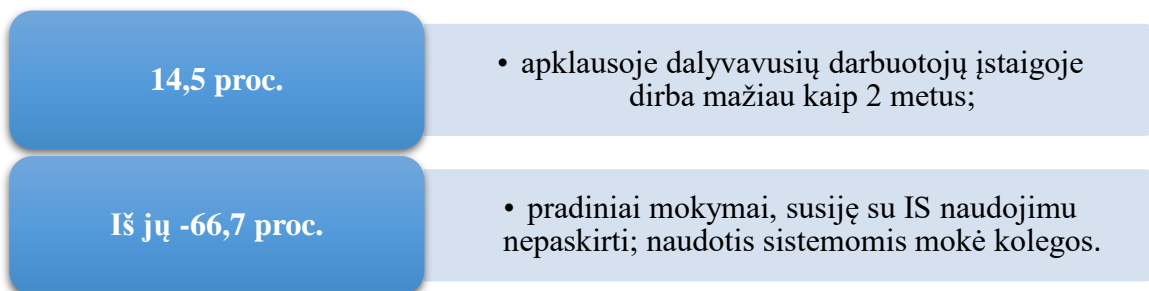 14,5 proc.
• apklausoje dalyvavusių darbuotojų įstaigoje
dirba mažiau kaip 2 metus;
Iš jų -66,7 proc.
• pradiniai mokymai, susiję su IS naudojimu
nepaskirti; naudotis sistemomis mokė kolegos.